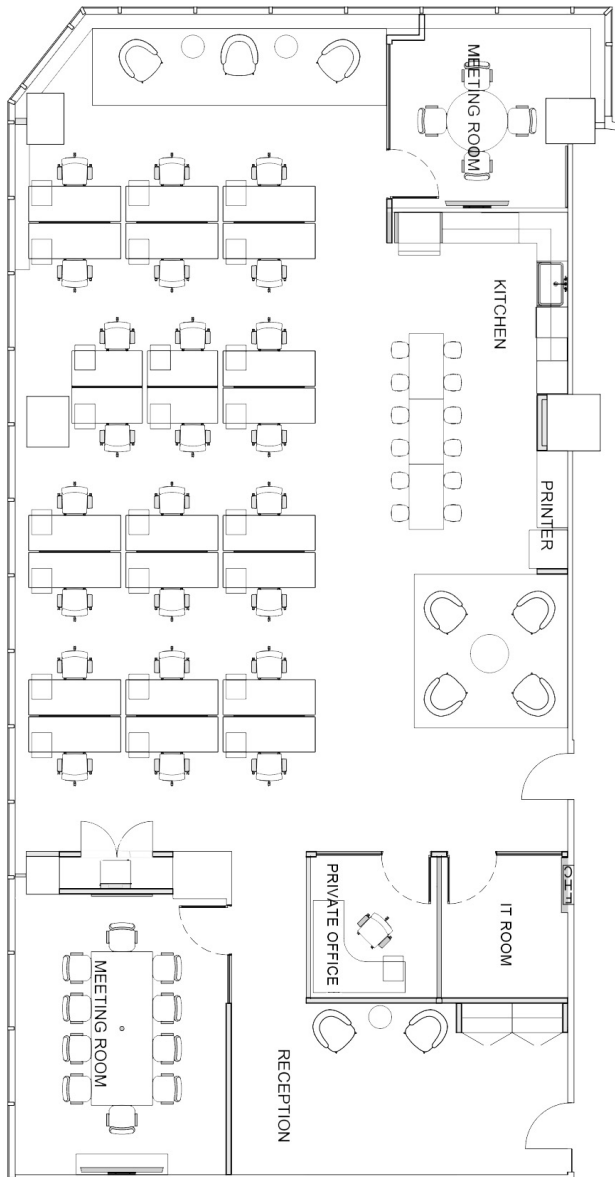 MEETING ROOM
KITCHEN
PRINTER
PRIVATE OFFICE
IT ROOM
MEETING ROOM
RECEPTION